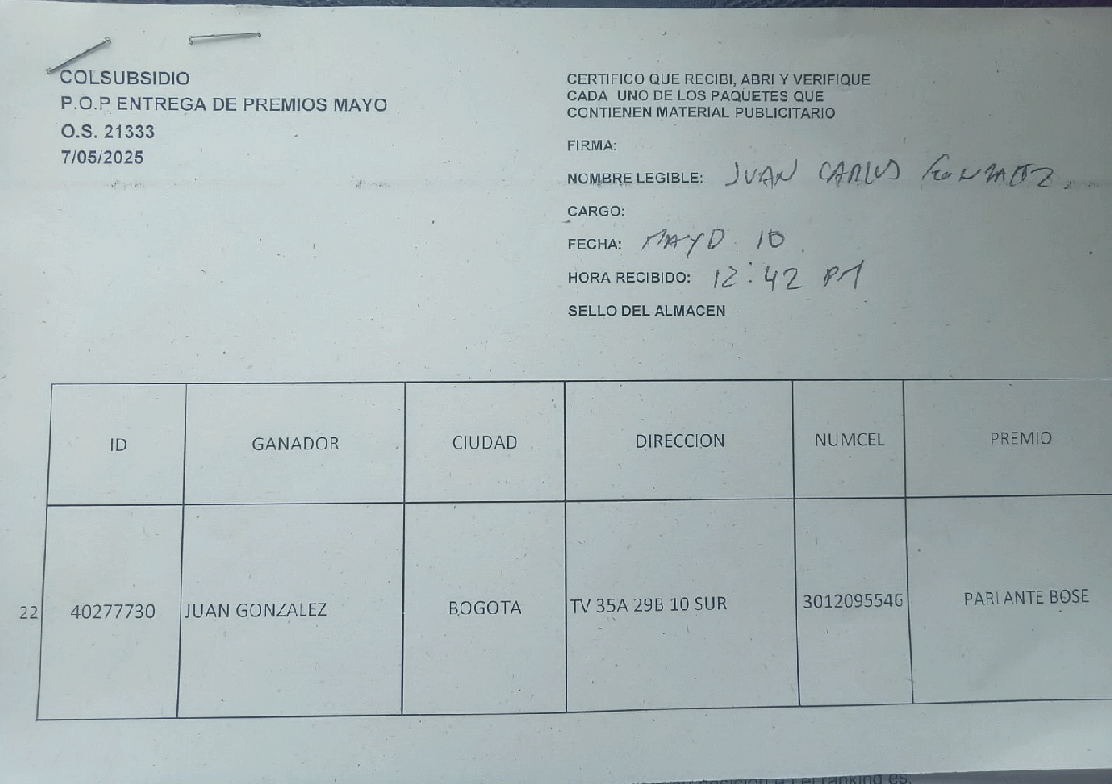 COLSUBSIDIO
P.O.P ENTREGA DE PREMIOS MAYO
O.S. 21333
7/05/2025
CERTIFICO QUE RECIBI, ABRI Y VERIFIQUE
CADA UNO DE LOS PAQUETES QUE
CONTIENEN MATERIAL PUBLICITARIO
FIRMA:
NOMBRE LEGIBLE: JUAN CARLOS GONZALEZ
CARGO:
FECHA: MAYO 10
HORA RECIBIDO: 12:42 PM
SELLO DEL ALMACEN
ID GANADOR CIUDAD DIRECCION NUMCEL PREMIO
22 40277730 JUAN GONZALEZ BOGOTA TV 35A 29B 10 SUR 3012095546 PARLANTE BOSE